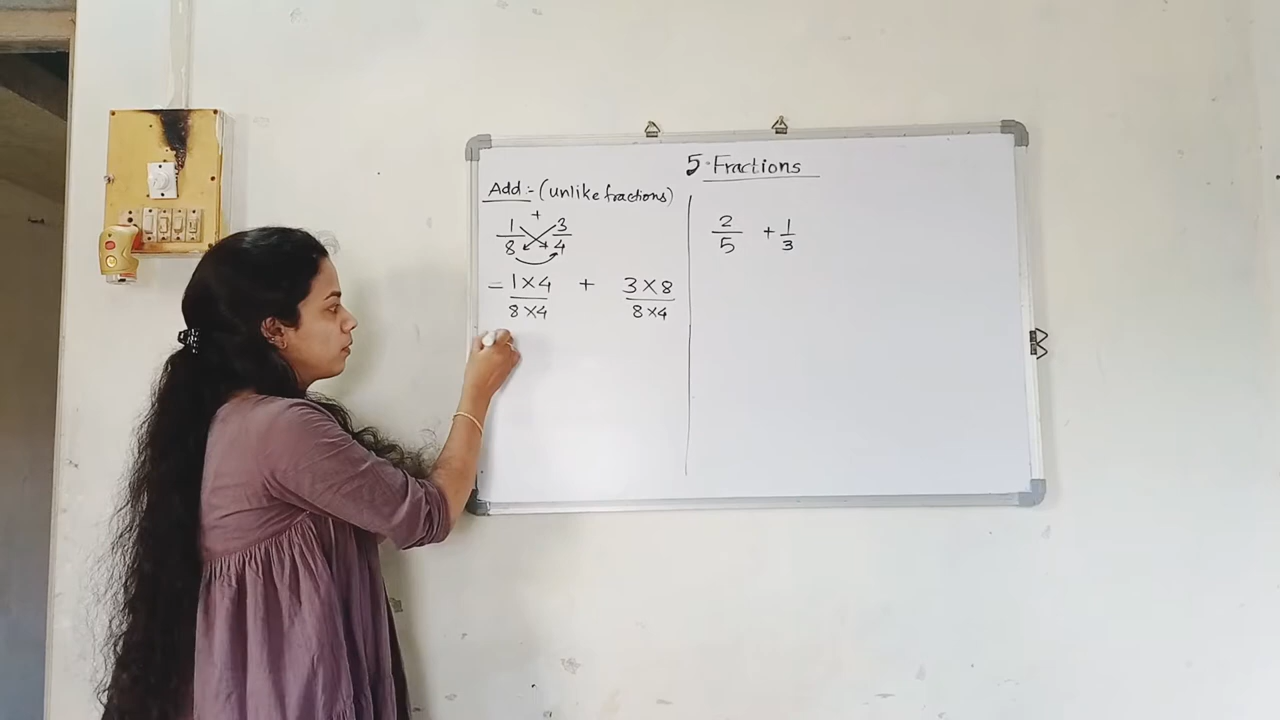 5. Fractions
Add:- (unlike fractions)
1/8 + 3/4
= 1×4/8×4 + 3×8/8×4
2/5 + 1/3